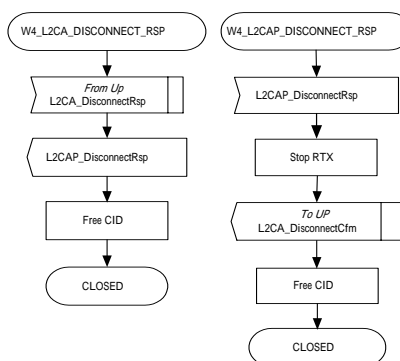 W4_L2CA_DISCONNECT_RSP
From Up
L2CA_DisconnectRsp
L2CAP_DisconnectRsp
Free CID
CLOSED
W4_L2CAP_DISCONNECT_RSP
L2CAP_DisconnectRsp
Stop RTX
To UP
L2CA_DisconnectCfm
Free CID
CLOSED